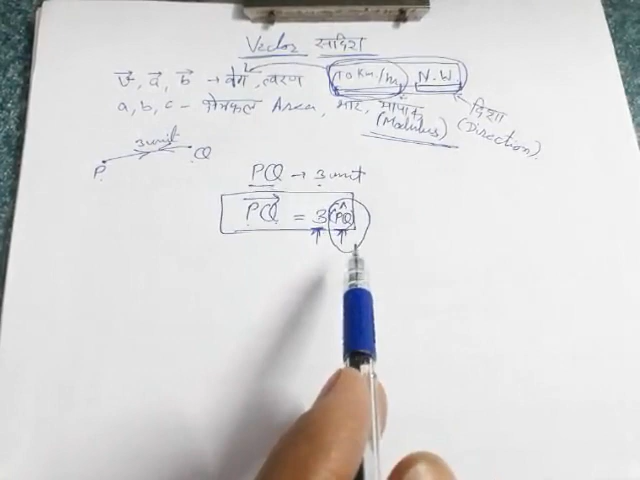 Vector सदिश
v⃗, a⃗, b⃗ → वेग, त्वरण 10 Km/h N.W.
a, b, c - क्षेत्रफल Area, भार, मापांक (Modulus) दिशा (Direction)
P 3 unit Q
PQ → 3 unit
PQ⃗ = 3 (PQ̂)